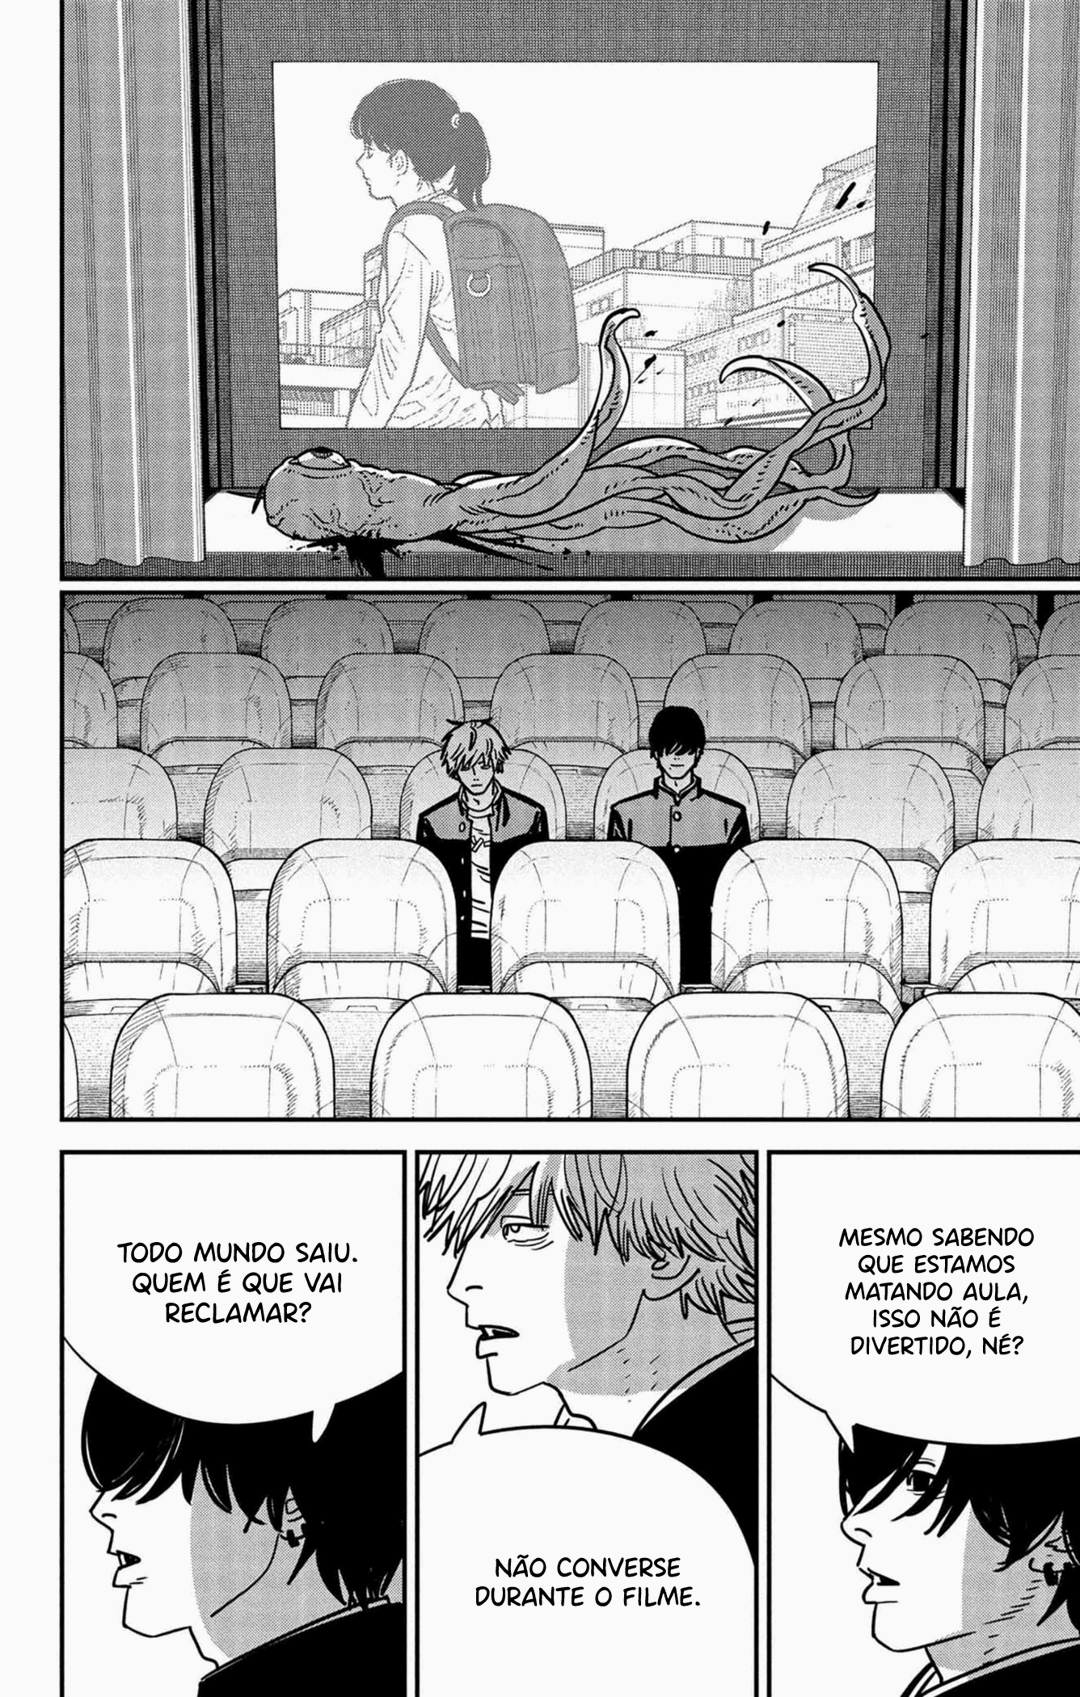 MESMO SABENDO
QUE ESTAMOS
MATANDO AULA,
ISSO NÃO É
DIVERTIDO, NÉ?
NÃO CONVERSE
DURANTE O FILME.
TODO MUNDO SAIU.
QUEM É QUE VAI
RECLAMAR?